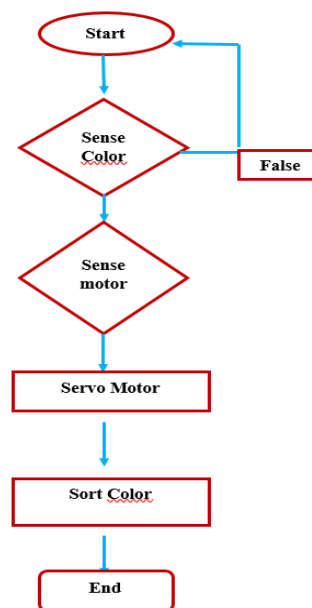 Start
Sense
Color
False
Sense
motor
Servo Motor
Sort Color
End